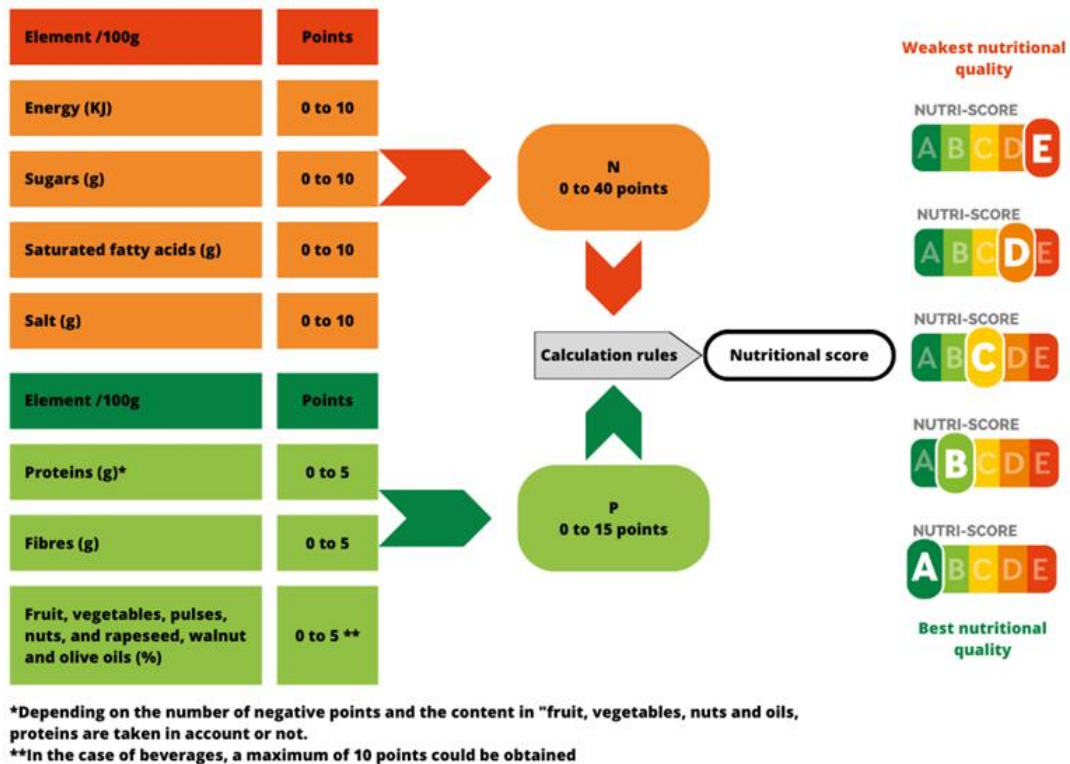 Element /100g Points
Energy (KJ) 0 to 10
Sugars (g) 0 to 10
Saturated fatty acids (g) 0 to 10
Salt (g) 0 to 10
Element /100g Points
Proteins (g)* 0 to 5
Fibres (g) 0 to 5
Fruit, vegetables, pulses,
nuts, and rapeseed, walnut
and olive oils (%)
0 to 5 **
N
0 to 40 points
Calculation rules
Nutritional score
P
0 to 15 points
Weakest nutritional
quality
NUTRI-SCORE
A B C D E
NUTRI-SCORE
A B C D E
NUTRI-SCORE
A B C D E
NUTRI-SCORE
A B C D E
NUTRI-SCORE
A B C D E
Best nutritional
quality
*Depending on the number of negative points and the content in "fruit, vegetables, nuts and oils,
proteins are taken in account or not.
**In the case of beverages, a maximum of 10 points could be obtained